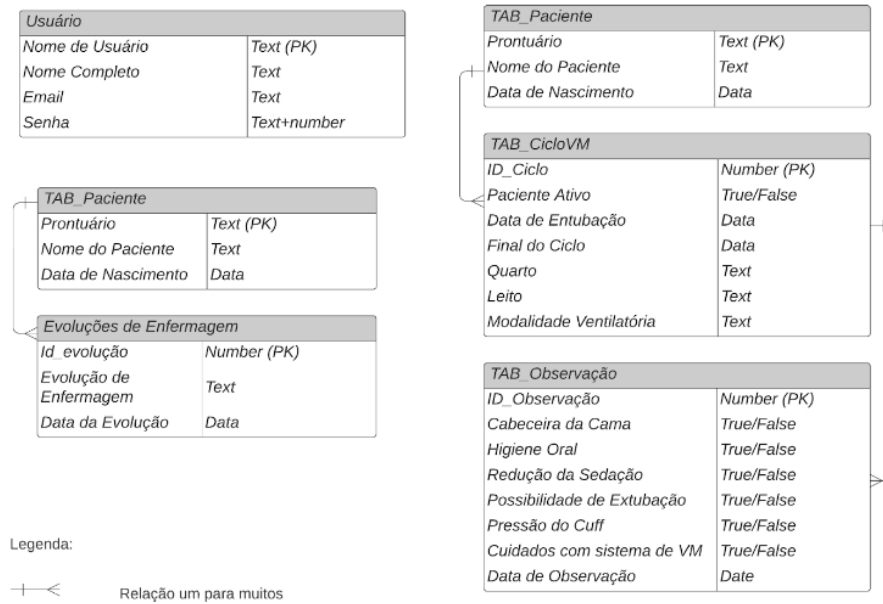 Usuário
Nome de Usuário Text (PK)
Nome Completo Text
Email Text
Senha Text+number
TAB_Paciente
Prontuário Text (PK)
Nome do Paciente Text
Data de Nascimento Data
Evoluções de Enfermagem
Id_evolução Number (PK)
Evolução de
Enfermagem Text
Data da Evolução Data
Legenda:
Relação um para muitos
TAB_Paciente
Prontuário Text (PK)
Nome do Paciente Text
Data de Nascimento Data
TAB_CicloVM
ID_Ciclo Number (PK)
Paciente Ativo True/False
Data de Entubação Data
Final do Ciclo Data
Quarto Text
Leito Text
Modalidade Ventilatória Text
TAB_Observação
ID_Observação Number (PK)
Cabeceira da Cama True/False
Higiene Oral True/False
Redução da Sedação True/False
Possibilidade de Extubação True/False
Pressão do Cuff True/False
Cuidados com sistema de VM True/False
Data de Observação Date